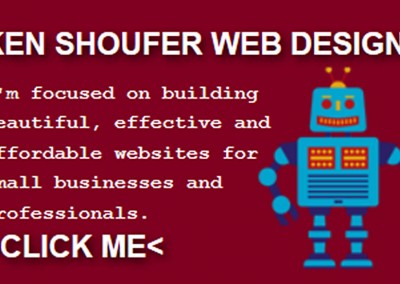 KEN SHOUFER WEB DESIGN
'm focused on building
eautiful, effective and
ffordable websites for
mall businesses and
rofessionals.
CLICK ME<